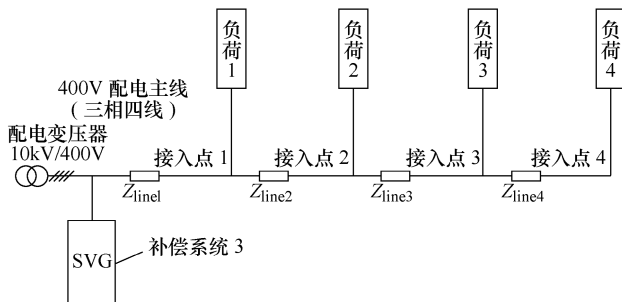 负荷1
负荷2
负荷3
负荷4
400V 配电主线
(三相四线)
配电变压器
10kV/400V
接入点 1
接入点 2
接入点 3
接入点 4
Zline1
Zline2
Zline3
Zline4
SVG
补偿系统 3